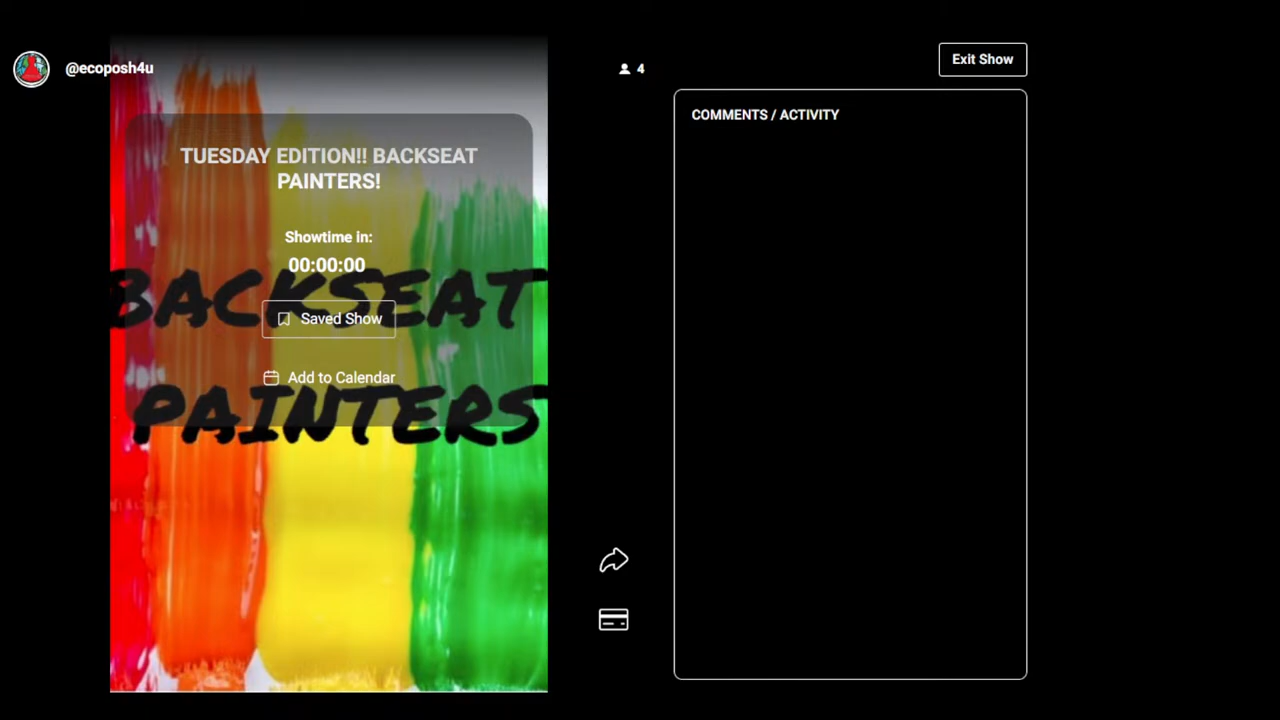 @ecoposh4u
4
Exit Show
COMMENTS / ACTIVITY
TUESDAY EDITION!! BACKSEAT
PAINTERS!
Showtime in:
00:00:00
BACKSEAT
Saved Show
Add to Calendar
PAINTERS